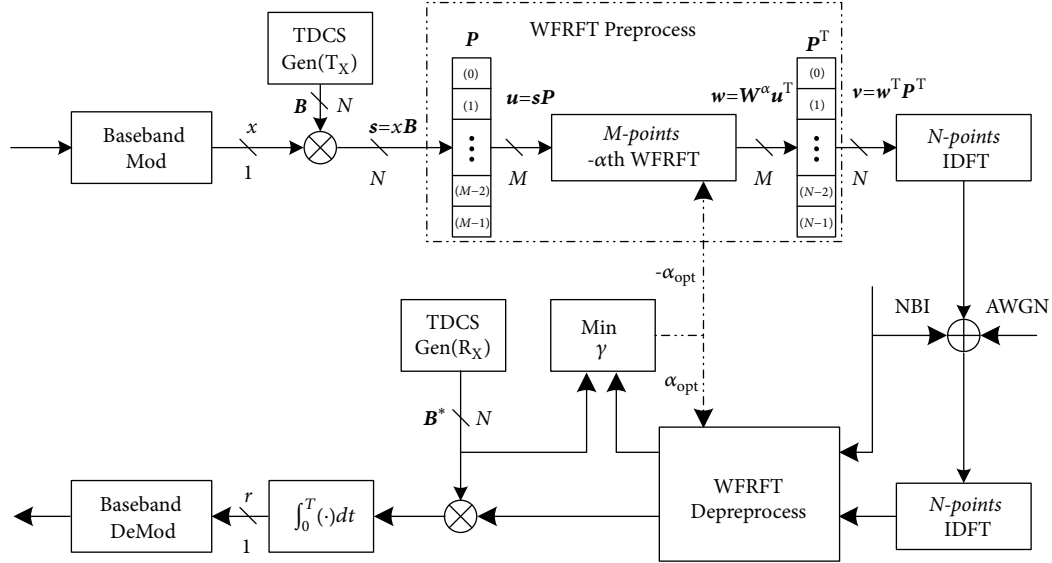 TDCS
Gen(T_X)
B N
Baseband
Mod
x
1
s=xB
N
WFRFT Preprocess
P
(0)
(1)
⋮
(M−2)
(M−1)
u=sP
M
M-points
-αth WFRFT
w=W^α u^T
M
P^T
(0)
(1)
⋮
(N−2)
(N−1)
v=w^T P^T
N
N-points
IDFT
-α_opt
NBI
AWGN
TDCS
Gen(R_X)
Min
γ
α_opt
B^* N
WFRFT
Depreprocess
N-points
IDFT
∫_0^T (·)dt
r
1
Baseband
DeMod